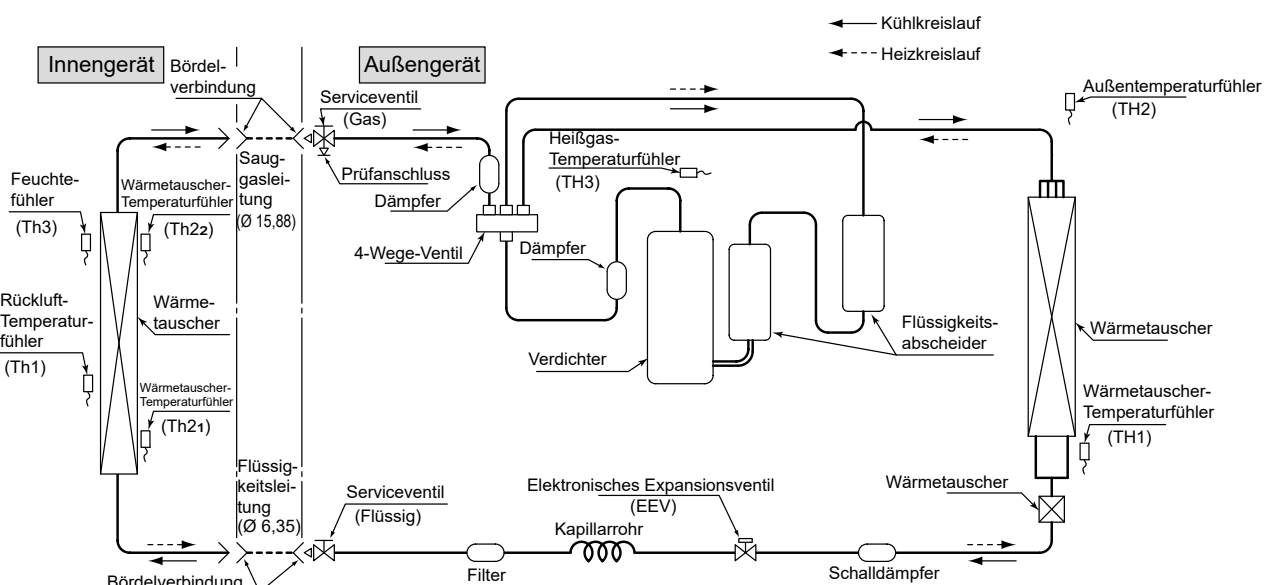 Kühlkreislauf
Heizkreislauf
Innengerät
Außengerät
Bördel-
verbindung
Serviceventil
(Gas)
Prüfanschluss
Dämpfer
4-Wege-Ventil
Heißgas-
Temperaturfühler
(TH3)
Außentemperaturfühler
(TH2)
Feuchte-
fühler
(Th3)
Wärmetauscher-
Temperaturfühler
(Th22)
Saug-
gaslei-
tung
(Ø 15,88)
Dämpfer
Rückluft-
Temperatur-
fühler
(Th1)
Wärme-
tauscher
Verdichter
Flüssigkeits-
abscheider
Wärmetauscher
Wärmetauscher-
Temperaturfühler
(Th21)
Wärmetauscher-
Temperaturfühler
(TH1)
Flüssig-
keitslei-
tung
(Ø 6,35)
Serviceventil
(Flüssig)
Elektronisches Expansionsventil
(EEV)
Kapillarrohr
Wärmetauscher
Filter
Schalldämpfer
Bördelverbindung